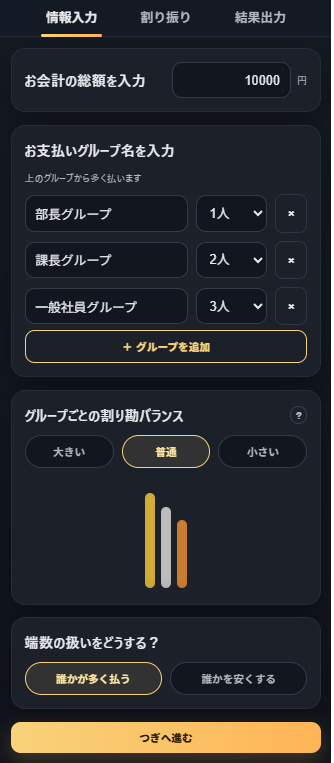 情報入力
割り振り
結果出力
お会計の総額を入力
10000
円
お支払いグループ名を入力
上のグループから多く払います
部長グループ
1人
×
課長グループ
2人
×
一般社員グループ
3人
×
＋ グループを追加
グループごとの割り勘バランス
?
大きい
普通
小さい
端数の扱いをどうする？
誰かが多く払う
誰かを安くする
つぎへ進む